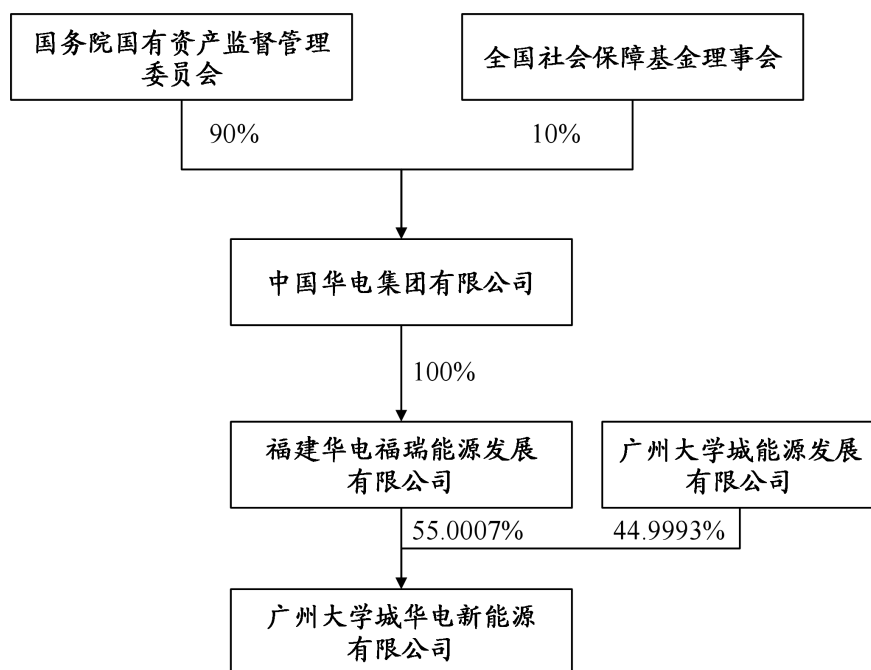 国务院国有资产监督管理
委员会
全国社会保障基金理事会
90%
10%
中国华电集团有限公司
100%
福建华电福瑞能源发展
有限公司
广州大学城能源发展
有限公司
55.0007%
44.9993%
广州大学城华电新能源
有限公司